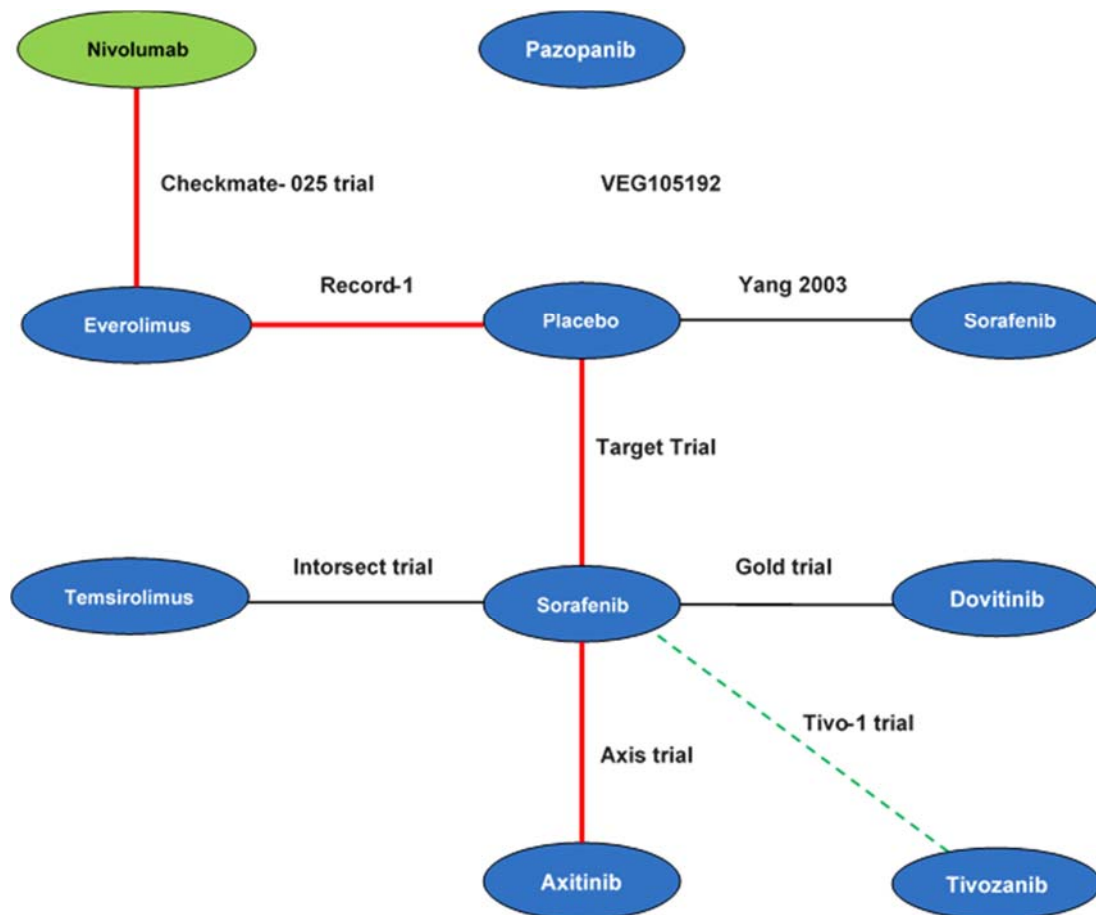 Nivolumab
Pazopanib
Checkmate- 025 trial
VEG105192
Record-1
Yang 2003
Everolimus
Placebo
Sorafenib
Target Trial
Intorsect trial
Gold trial
Temsirolimus
Sorafenib
Dovitinib
Tivo-1 trial
Axis trial
Axitinib
Tivozanib